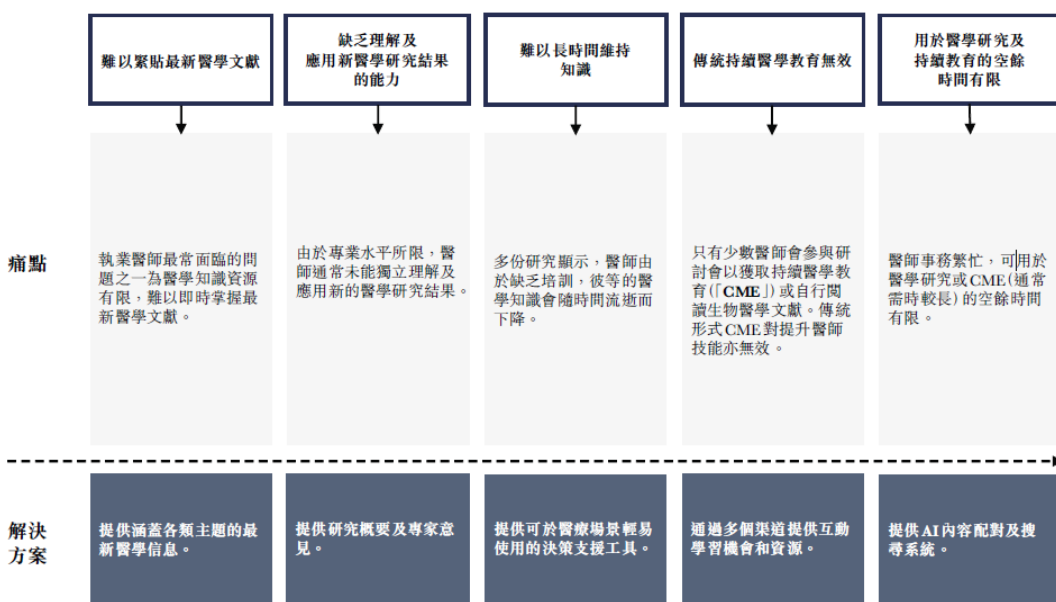 難以緊貼最新醫學文獻
缺乏理解及
應用新醫學研究結果
的能力
難以長時間維持
知識
傳統持續醫學教育無效
用於醫學研究及
持續教育的空餘
時間有限
痛點
執業醫師最常面臨的問
題之一為醫學知識資源
有限，難以即時掌握最
新醫學文獻。
由於專業水平所限，醫
師通常未能獨立理解及
應用新的醫學研究結果。
多份研究顯示，醫師由
於缺乏培訓，彼等的醫
學知識會隨時間流逝而
下降。
只有少數醫師會參與研
討會以獲取持續醫學教
育(「CME」)或自行閱
讀生物醫學文獻。傳統
形式CME對提升醫師
技能亦無效。
醫師事務繁忙，可用於
醫學研究或CME(通常
需時較長)的空餘時間
有限。
解決
方案
提供涵蓋各類主題的最
新醫學信息。
提供研究概要及專家意
見。
提供可於醫療場景輕易
使用的決策支援工具。
通過多個渠道提供互動
學習機會和資源。
提供AI內容配對及搜
尋系統。